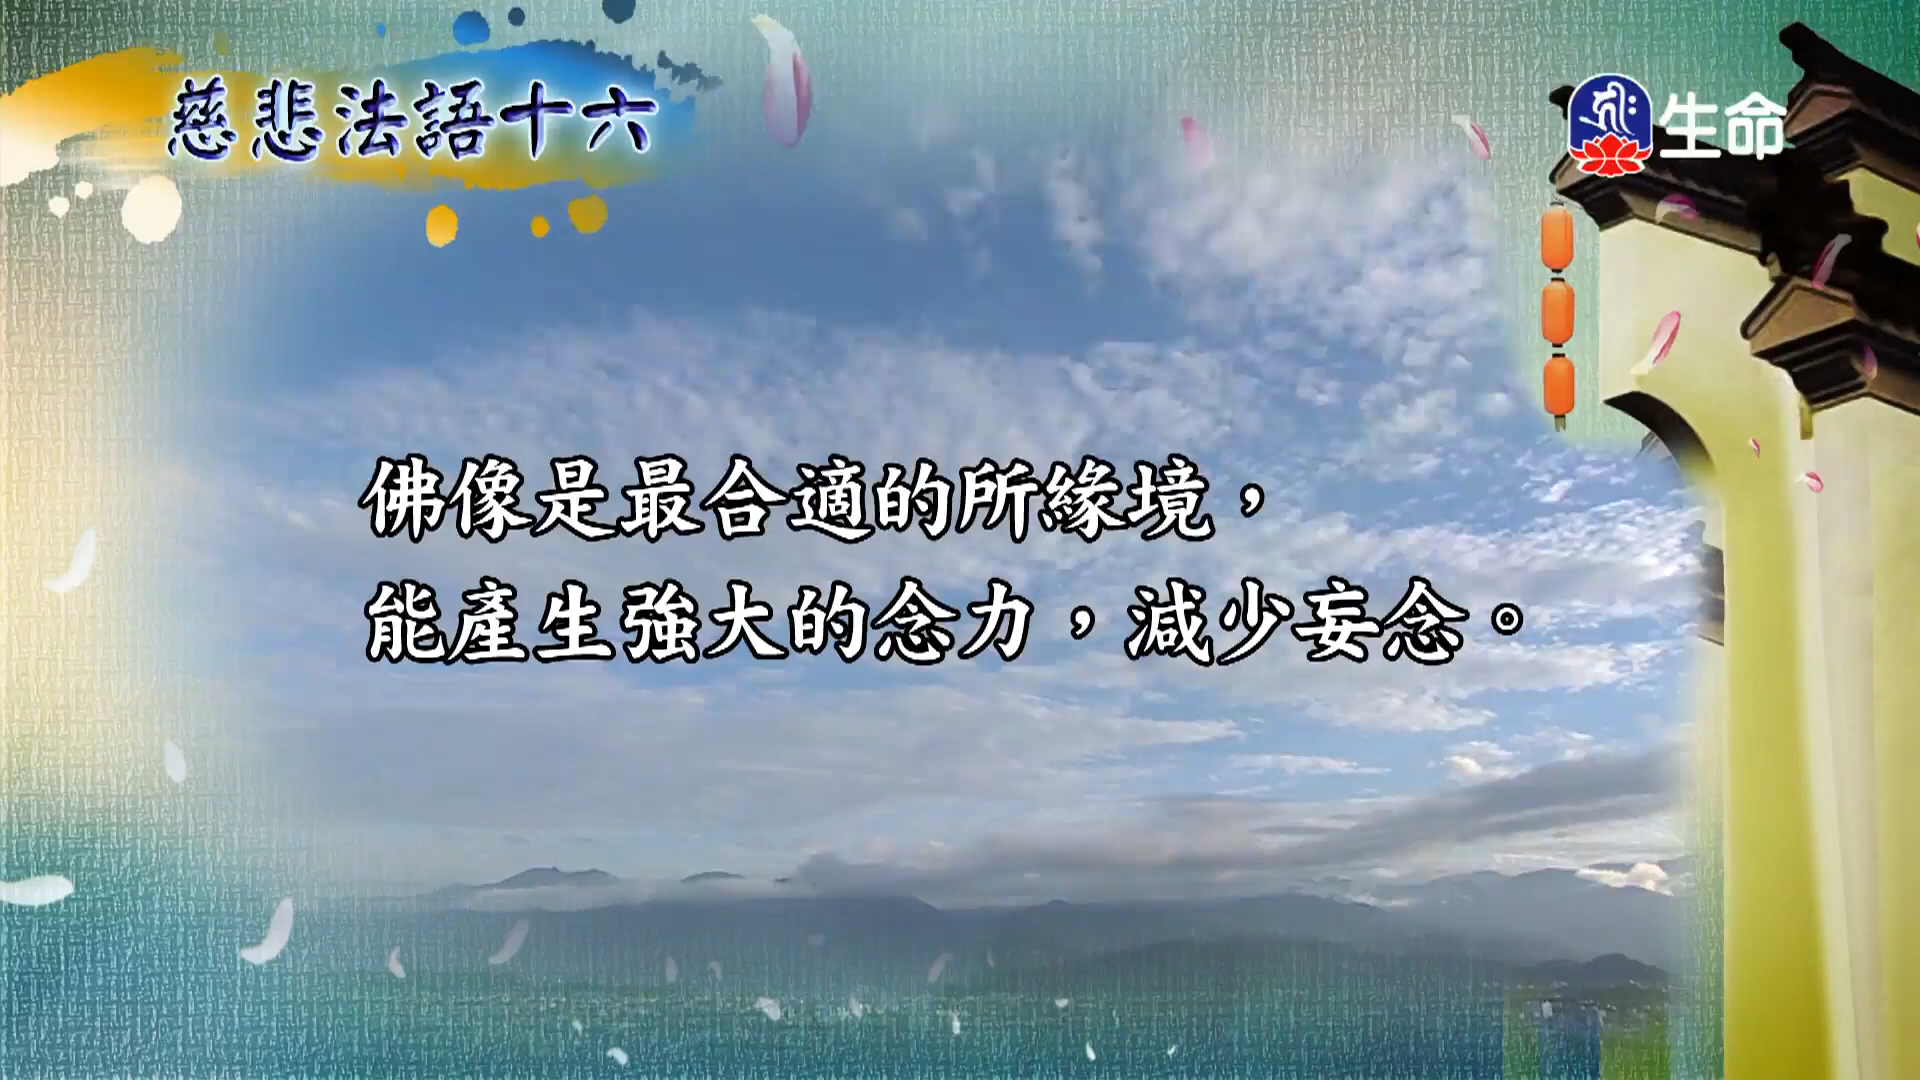 慈悲法語十六
生命
佛像是最合適的所緣境，
能產生強大的念力，減少妄念。